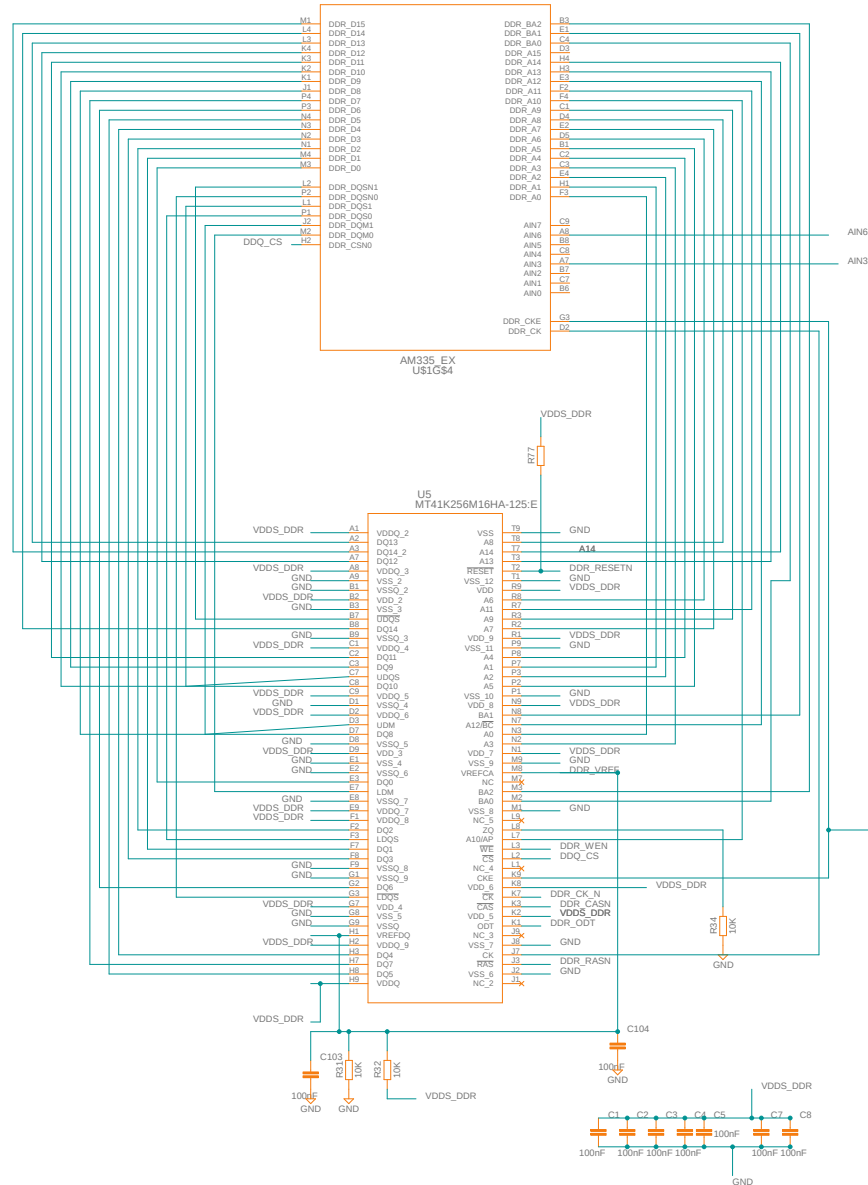 M1 DDR_D15 DDR_BA2 B3
L4 DDR_D14 DDR_BA1 E1
L3 DDR_D13 DDR_BA0 C4
K4 DDR_D12 DDR_A15 D3
K3 DDR_D11 DDR_A14 H4
K2 DDR_D10 DDR_A13 H3
K1 DDR_D9 DDR_A12 E3
J1 DDR_D8 DDR_A11 F2
P4 DDR_D7 DDR_A10 F4
P3 DDR_D6 DDR_A9 C1
N4 DDR_D5 DDR_A8 D4
N3 DDR_D4 DDR_A7 E2
N2 DDR_D3 DDR_A6 D5
N1 DDR_D2 DDR_A5 B1
M4 DDR_D1 DDR_A4 C2
M3 DDR_D0 DDR_A3 C3
DDR_A2 E4
L2 DDR_DQSN1 DDR_A1 H1
P2 DDR_DQSN0 DDR_A0 F3
L1 DDR_DQS1
P1 DDR_DQS0
J2 DDR_DQM1 AIN7 C9
M2 DDR_DQM0 AIN6 A8 AIN6
DDQ_CS H2 DDR_CSN0 AIN5 B8
AIN4 C8
AIN3 A7 AIN3
AIN2 B7
AIN1 C7
AIN0 B6
DDR_CKE G3
DDR_CK D2
AM335_EX
U$1G$4
VDDS_DDR
R77
U5
MT41K256M16HA-125:E
VDDS_DDR A1 VDDQ_2 VSS T9 GND
A2 DQ13 A8 T8
A3 DQ14_2 A14 T7 A14
A7 DQ12 A13 T3
VDDS_DDR A8 VDDQ_3 RESET T2 DDR_RESETN
GND A9 VSS_2 VSS_12 T1 GND
GND B1 VSSQ_2 VDD R9 VDDS_DDR
VDDS_DDR B2 VDD_2 A6 R8
GND B3 VSS_3 A11 R7
B7 UDQS A9 R3
B8 DQ14 A7 R2
GND B9 VSSQ_3 VDD_9 R1 VDDS_DDR
VDDS_DDR C1 VDDQ_4 VSS_11 P9 GND
C2 DQ11 A4 P8
C3 DQ9 A1 P7
C7 UDQS A2 P3
C8 DQ10 A5 P2
VDDS_DDR C9 VDDQ_5 VSS_10 P1 GND
GND D1 VSSQ_4 VDD_8 N9 VDDS_DDR
VDDS_DDR D2 VDDQ_6 BA1 N8
D3 UDM A12/BC N7
D7 DQ8 A0 N3
GND D8 VSSQ_5 A3 N2
VDDS_DDR D9 VDD_3 VDD_7 N1 VDDS_DDR
GND E1 VSS_4 VSS_9 M9 GND
GND E2 VSSQ_6 VREFCA M8 DDR_VREF
E3 DQ0 NC M7
E7 LDM BA2 M3
GND E8 VSSQ_7 BA0 M2
VDDS_DDR E9 VDDQ_7 VSS_8 M1 GND
VDDS_DDR F1 VDDQ_8 NC_5 L9
F2 DQ2 ZQ L8
F3 LDQS A10/AP L7
F7 DQ1 WE L3 DDR_WEN
F8 DQ3 CS L2 DDQ_CS
GND F9 VSSQ_8 NC_4 L1
GND G1 VSSQ_9 CKE K9
G2 DQ6 VDD_6 K8 VDDS_DDR
G3 LDQS CK K7 DDR_CK_N
VDDS_DDR G7 VDD_4 CAS K3 DDR_CASN
GND G8 VSS_5 VDD_5 K2 VDDS_DDR
GND G9 VSSQ ODT K1 DDR_ODT
H1 VREFDQ NC_3 J9
VDDS_DDR H2 VDDQ_9 VSS_7 J8 GND
H3 DQ4 CK J7
H7 DQ7 RAS J3 DDR_RASN
H8 DQ5 VSS_6 J2 GND
H9 VDDQ NC_2 J1
R34 10K
GND
VDDS_DDR
C103 100nF
GND
R31 10K
GND
R32 10K
VDDS_DDR
C104
100nF
GND
VDDS_DDR
C1 C2 C3 C4 C5 C7 C8
100nF
100nF 100nF 100nF 100nF 100nF 100nF
GND